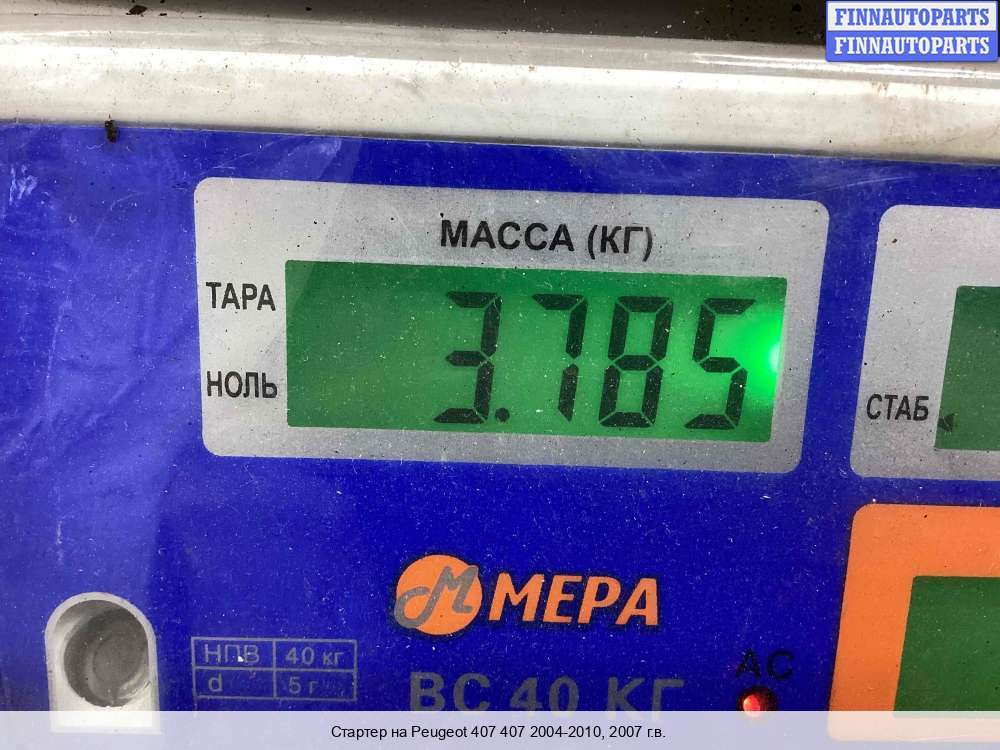 FINNAUTOPARTS
FINNAUTOPARTS
МАССА (КГ)
ТАРА
3.785
НОЛЬ
СТАБ
М МЕРА
НПВ 40 кг
d 5 г
АС
ВС 40 КГ
Стартер на Peugeot 407 407 2004-2010, 2007 г.в.